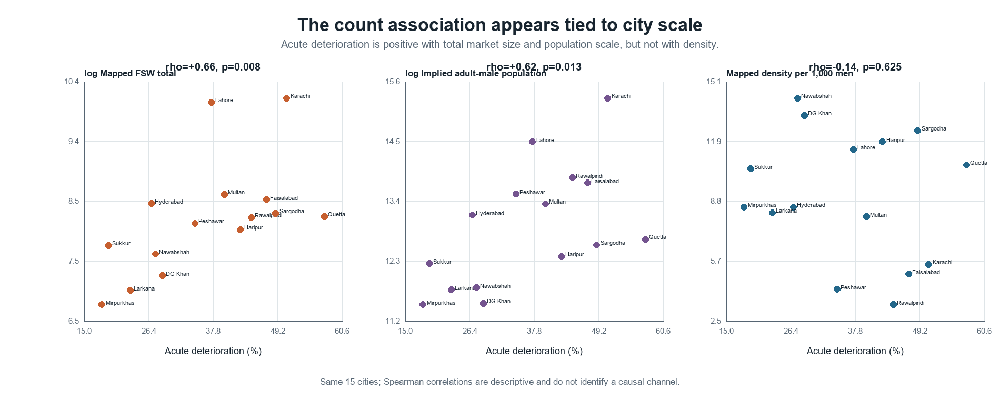 The count association appears tied to city scale
Acute deterioration is positive with total market size and population scale, but not with density.
rho=+0.66, p=0.008
log Mapped FSW total
10.4
9.4
8.5
7.5
6.5
Lahore
Karachi
Multan
Faisalabad
Hyderabad
Sargodha
Rawalpindi
Quetta
Peshawar
Haripur
Sukkur
Nawabshah
DG Khan
Larkana
Mirpurkhas
15.0
26.4
37.8
49.2
60.6
Acute deterioration (%)
rho=+0.62, p=0.013
log Implied adult-male population
15.6
14.5
13.4
12.3
11.2
Karachi
Lahore
Rawalpindi
Faisalabad
Peshawar
Multan
Hyderabad
Quetta
Sargodha
Haripur
Sukkur
Larkana
Nawabshah
DG Khan
Mirpurkhas
15.0
26.4
37.8
49.2
60.6
Acute deterioration (%)
rho=-0.14, p=0.625
Mapped density per 1,000 men
15.1
11.9
8.8
5.7
2.5
Nawabshah
DG Khan
Sargodha
Haripur
Lahore
Quetta
Sukkur
Mirpurkhas
Hyderabad
Larkana
Multan
Karachi
Faisalabad
Peshawar
Rawalpindi
15.0
26.4
37.8
49.2
60.6
Acute deterioration (%)
Same 15 cities; Spearman correlations are descriptive and do not identify a causal channel.